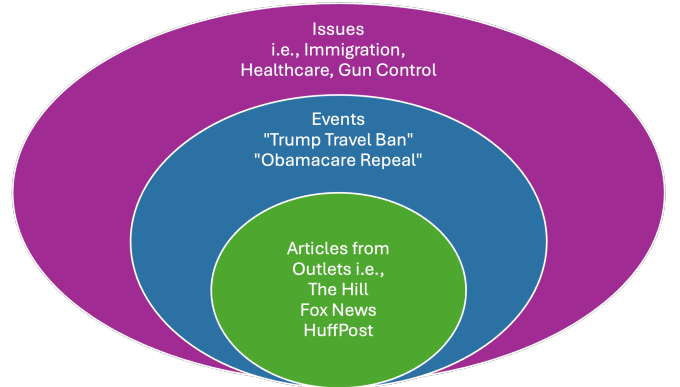 Issues
i.e., Immigration,
Healthcare, Gun Control
Events
"Trump Travel Ban"
"Obamacare Repeal"
Articles from
Outlets i.e.,
The Hill
Fox News
HuffPost